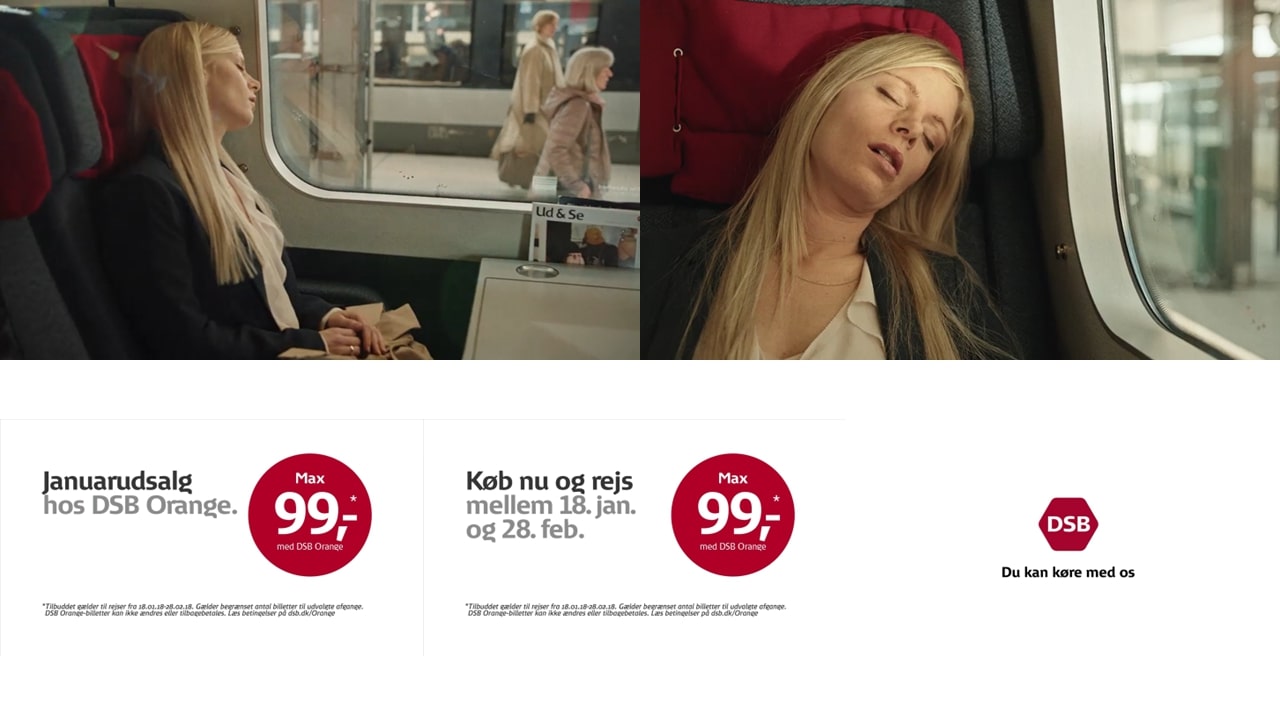 Ud & Se
Januarudsalg
hos DSB Orange.
Max
99,-*
med DSB Orange
*Tilbuddet gælder til rejser fra 18.01.18-28.02.18. Gælder begrænset antal billetter til udvalgte afgange.
DSB Orange-billetter kan ikke ændres eller tilbagebetales. Læs betingelser på dsb.dk/Orange
Køb nu og rejs
mellem 18. jan.
og 28. feb.
Max
99,-*
med DSB Orange
*Tilbuddet gælder til rejser fra 18.01.18-28.02.18. Gælder begrænset antal billetter til udvalgte afgange.
DSB Orange-billetter kan ikke ændres eller tilbagebetales. Læs betingelser på dsb.dk/Orange
DSB
Du kan køre med os